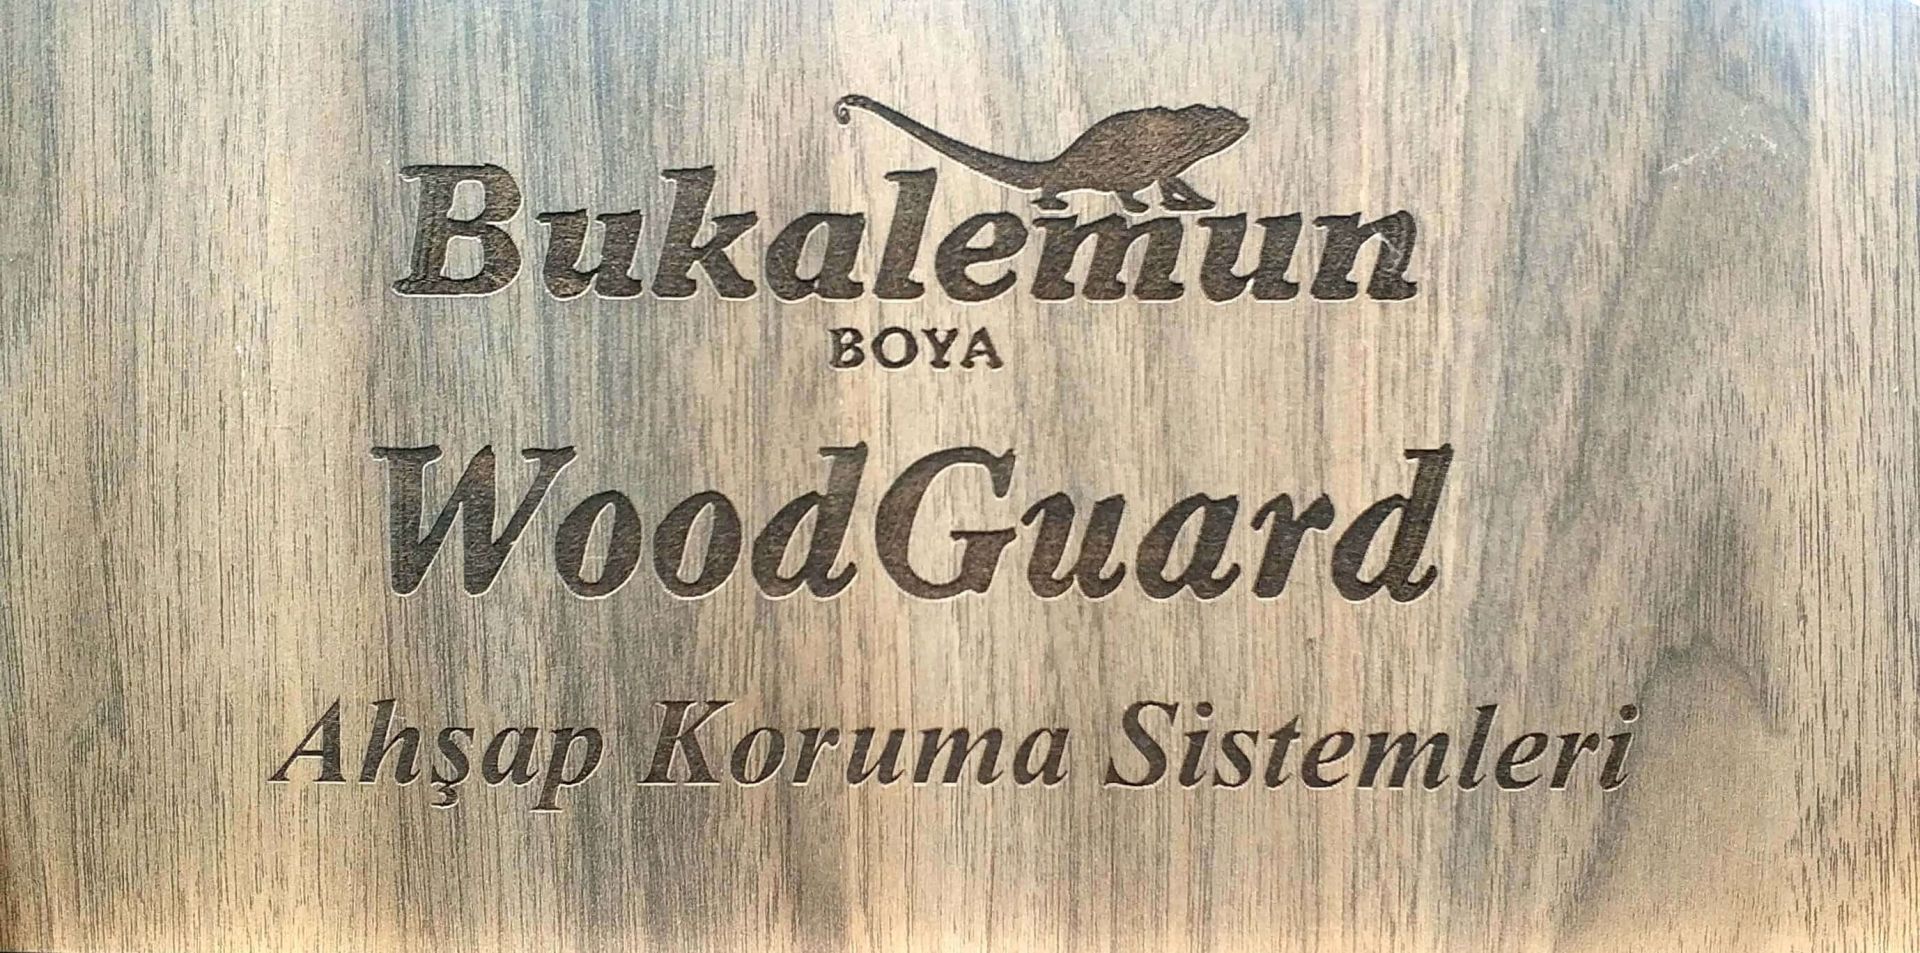 Bukalemun
BOYA
WoodGuard
Ahşap Koruma Sistemleri